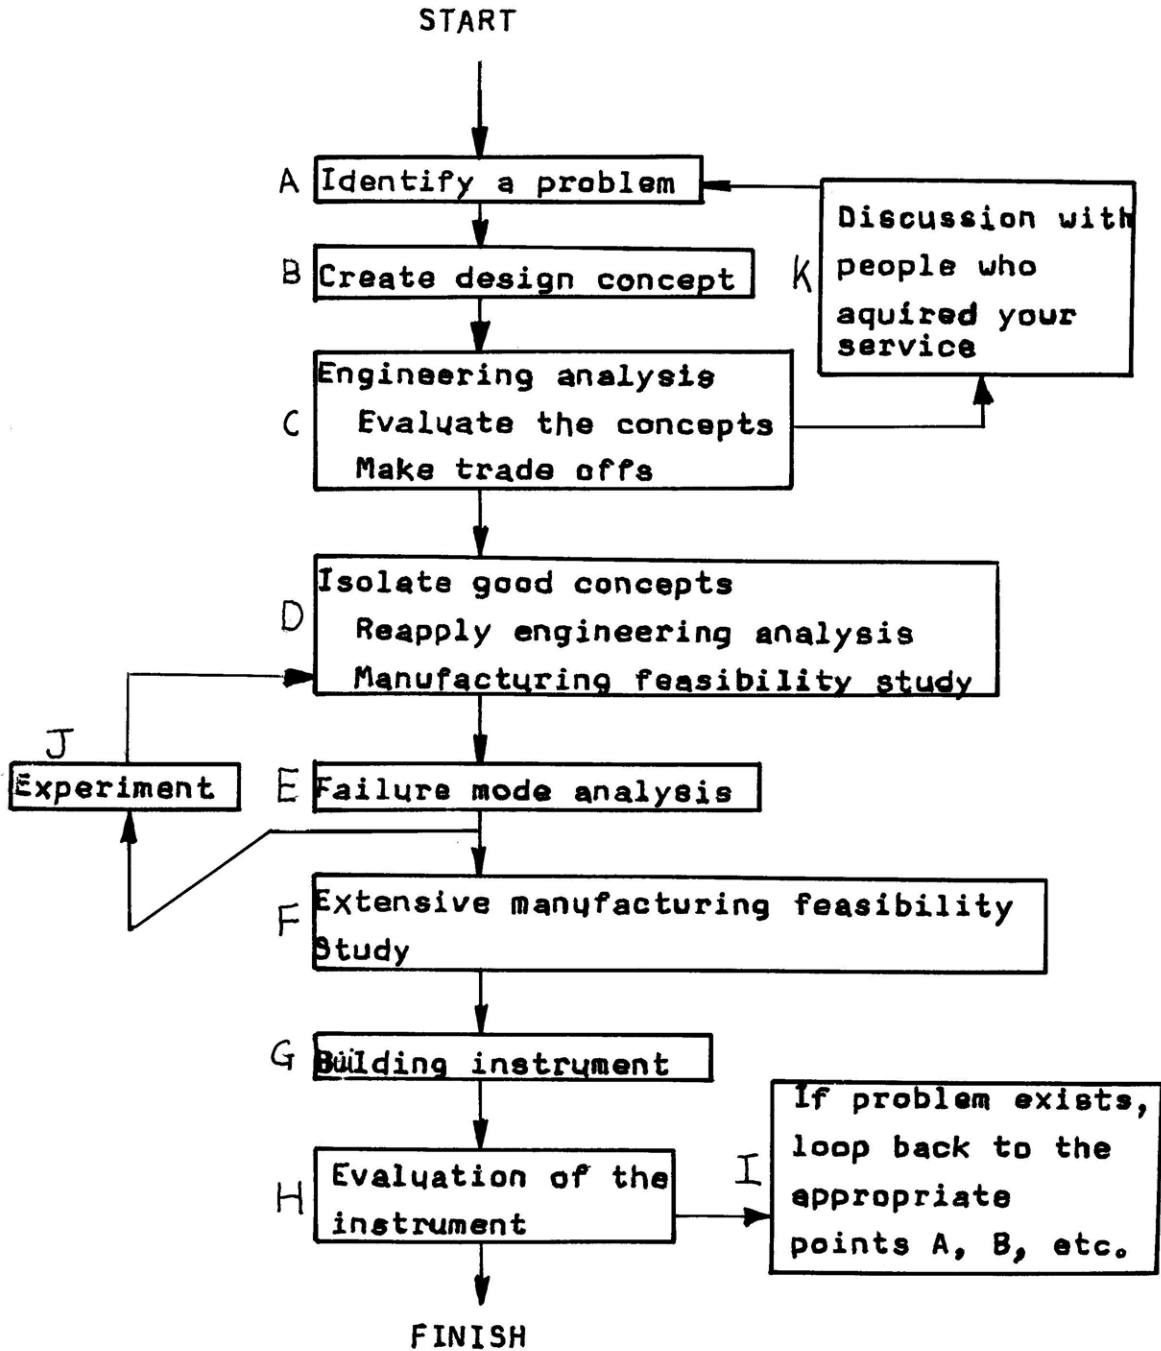 START
A
Identify a problem
B
Create design concept
C
Engineering analysis
Evaluate the concepts
Make trade offs
K
Discussion with
people who
aquired your
service
D
Isolate good concepts
Reapply engineering analysis
Manufacturing feasibility study
J
Experiment
E
Failure mode analysis
F
Extensive manufacturing feasibility
Study
G
Building instrument
H
Evaluation of the
instrument
I
If problem exists,
loop back to the
appropriate
points A, B, etc.
FINISH